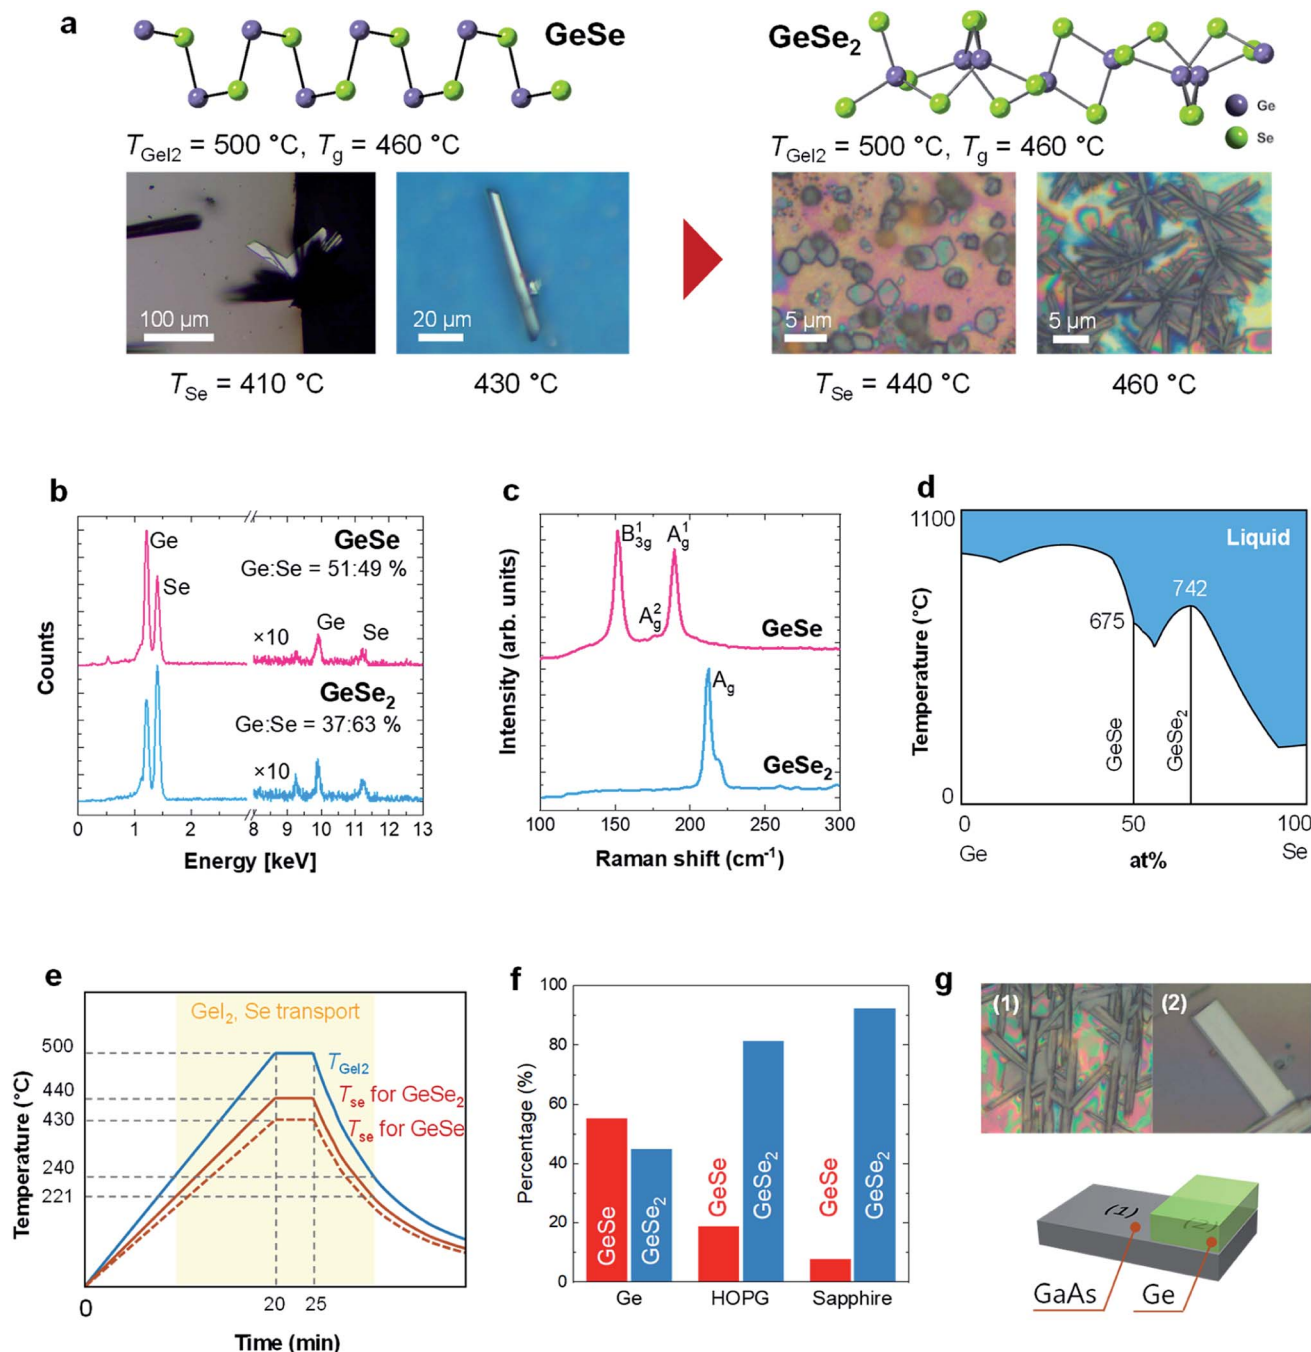 a
GeSe
GeSe2
Ge
Se
TGeI2 = 500 °C, Tg = 460 °C
TGeI2 = 500 °C, Tg = 460 °C
100 µm
20 µm
5 µm
5 µm
TSe = 410 °C
430 °C
TSe = 440 °C
460 °C
b
Ge
Se
GeSe
Ge:Se = 51:49 %
×10
Ge
Se
GeSe2
Ge:Se = 37:63 %
×10
Counts
0 1 2 8 9 10 11 12 13
Energy [keV]
c
B13g
A2g
A1g
GeSe
Ag
GeSe2
Intensity (arb. units)
100 150 200 250 300
Raman shift (cm-1)
d
1100
Liquid
742
675
GeSe
GeSe2
Temperature (°C)
0
0 50 100
Ge at% Se
e
GeI2, Se transport
500
440
430
240
221
TGeI2
Tse for GeSe2
Tse for GeSe
Temperature (°C)
0 20 25
Time (min)
f
100
80
60
40
20
0
Percentage (%)
GeSe
GeSe2
GeSe
GeSe2
GeSe
GeSe2
Ge HOPG Sapphire
g
(1)
(2)
(1)
(2)
GaAs
Ge